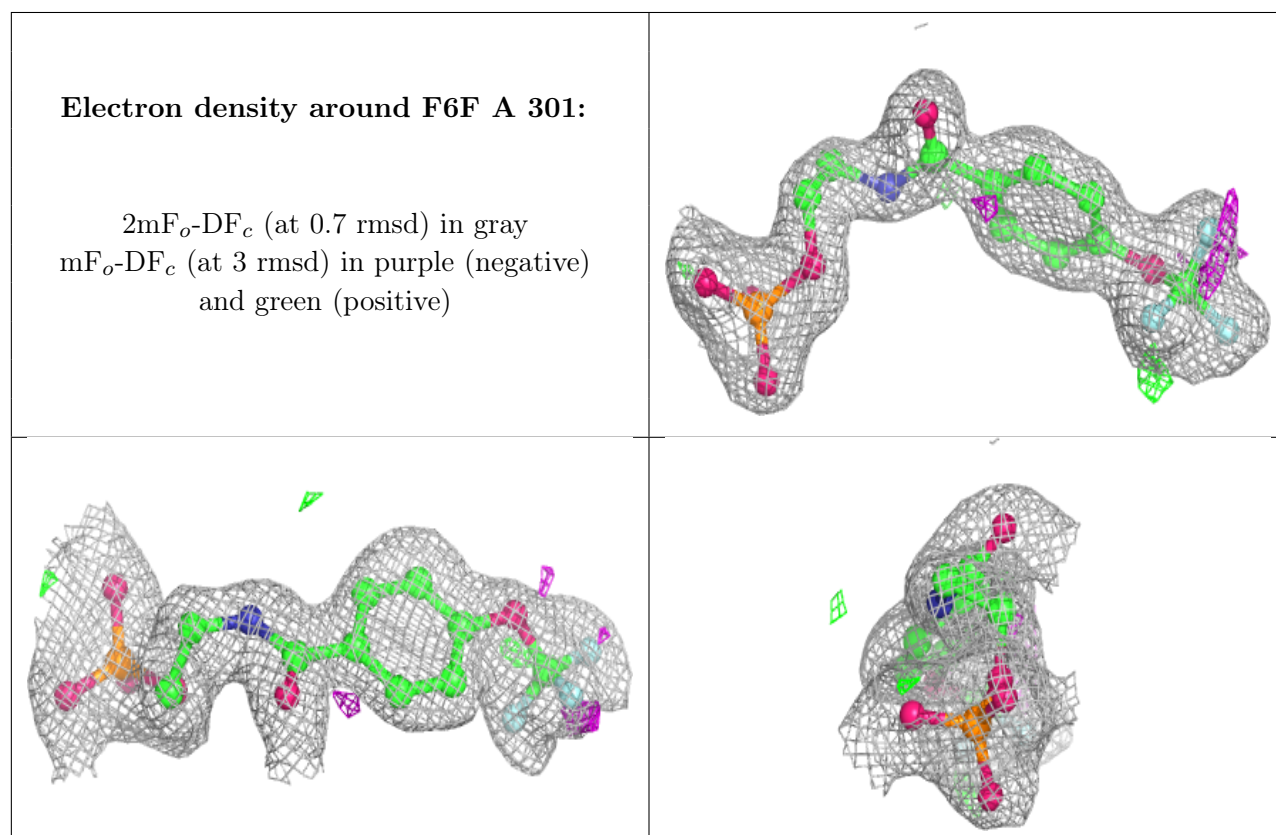 Electron density around F6F A 301:
2mFo-DFc (at 0.7 rmsd) in gray
mFo-DFc (at 3 rmsd) in purple (negative)
and green (positive)